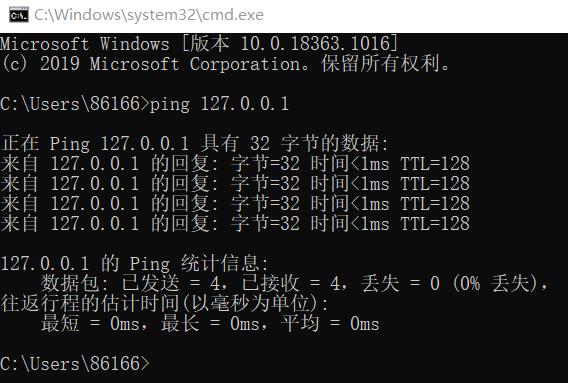 C:\Windows\system32\cmd.exe
Microsoft Windows [版本 10.0.18363.1016]
(c) 2019 Microsoft Corporation。保留所有权利。
C:\Users\86166>ping 127.0.0.1
正在 Ping 127.0.0.1 具有 32 字节的数据:
来自 127.0.0.1 的回复: 字节=32 时间<1ms TTL=128
来自 127.0.0.1 的回复: 字节=32 时间<1ms TTL=128
来自 127.0.0.1 的回复: 字节=32 时间<1ms TTL=128
来自 127.0.0.1 的回复: 字节=32 时间<1ms TTL=128
127.0.0.1 的 Ping 统计信息:
数据包: 已发送 = 4，已接收 = 4，丢失 = 0 (0% 丢失)，
往返行程的估计时间(以毫秒为单位):
最短 = 0ms，最长 = 0ms，平均 = 0ms
C:\Users\86166>